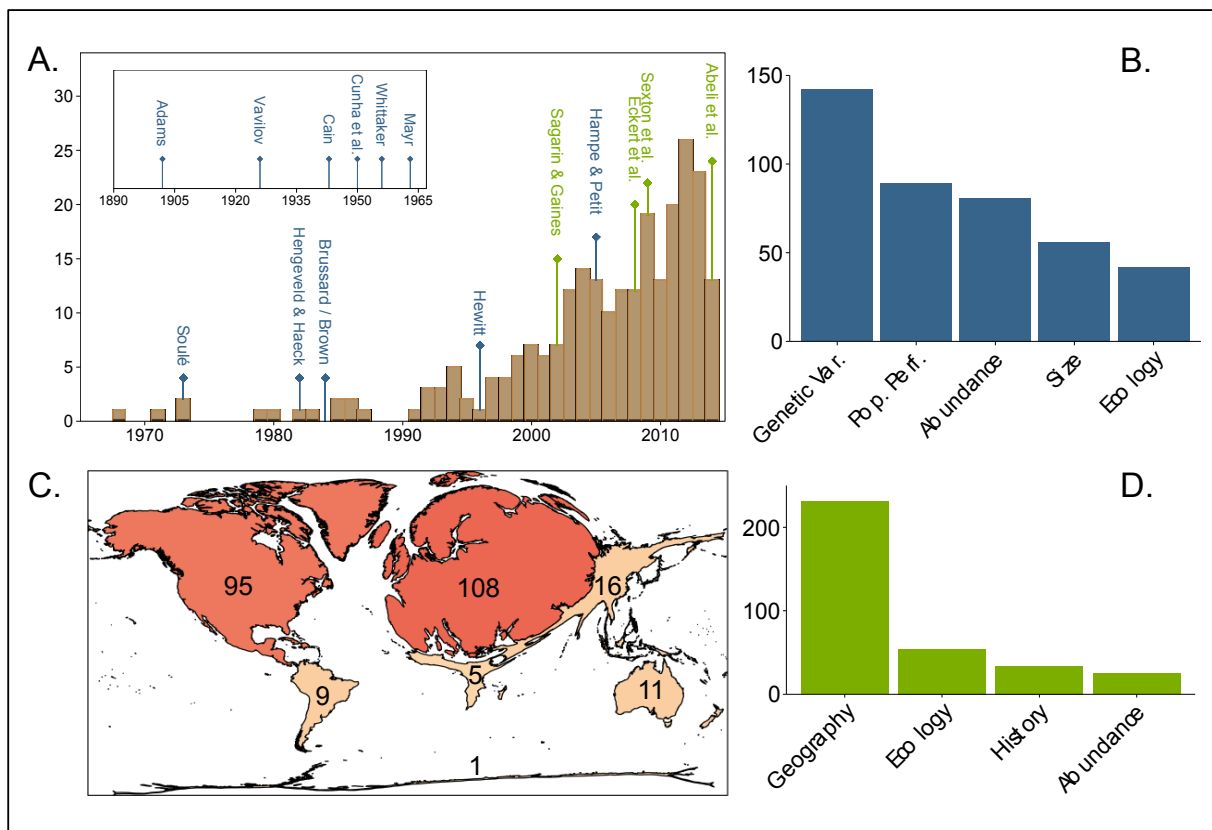 A.
30
25
20
15
10
5
0
Adams
Vavilov
Cain
Cunha et al.
Whittaker
Mayr
1890
1905
1920
1935
1950
1965
Soulé
Hengeveld & Haeck
Brussard / Brown
Hewitt
Sagarin & Gaines
Hampe & Petit
Eckert et al.
Sexton et al.
Abeli et al.
1970
1980
1990
2000
2010
B.
150
100
50
0
Genetic Var.
Pop. Perf.
Abundance
Size
Ecology
C.
95
108
16
9
5
11
1
D.
200
100
0
Geography
Ecology
History
Abundance